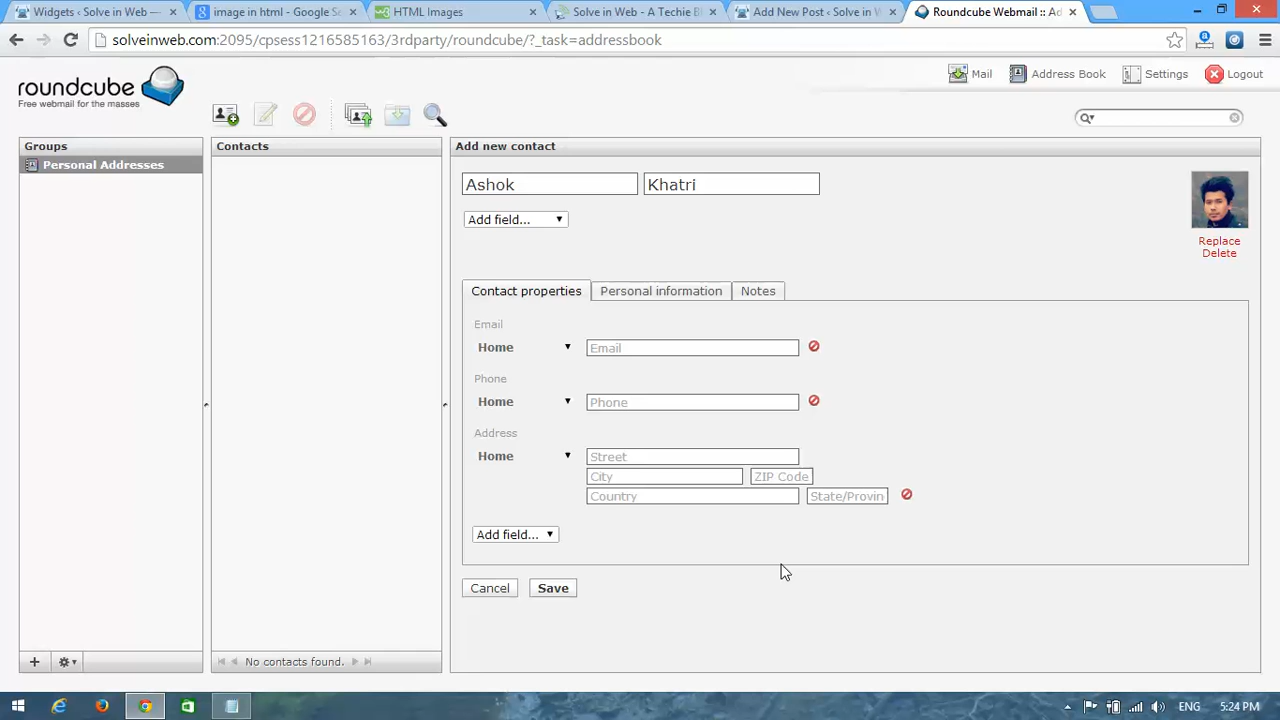 Widgets ‹ Solve in Web — 
image in html - Google Se
HTML Images
Solve in Web - A Techie B
Add New Post ‹ Solve in W
Roundcube Webmail :: Ad
solveinweb.com:2095/cpsess1216585163/3rdparty/roundcube/?_task=addressbook
roundcube
Free webmail for the masses
Mail
Address Book
Settings
Logout
Groups
Personal Addresses
Contacts
No contacts found.
Add new contact
Ashok
Khatri
Add field...
Replace
Delete
Contact properties
Personal information
Notes
Email
Home
Email
Phone
Home
Phone
Address
Home
Street
City
ZIP Code
Country
State/Provin
Add field...
Cancel
Save
ENG
5:24 PM